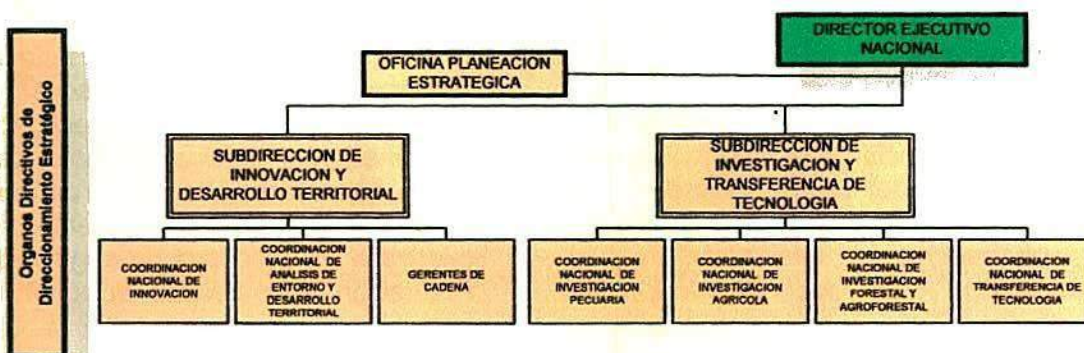 Organos Directivos de
Direccionamiento Estratégico
DIRECTOR EJECUTIVO
NACIONAL
OFICINA PLANEACION
ESTRATEGICA
SUBDIRECCION DE
INNOVACION Y
DESARROLLO TERRITORIAL
SUBDIRECCION DE
INVESTIGACION Y
TRANSFERENCIA DE
TECNOLOGIA
COORDINACION
NACIONAL DE
INNOVACION
COORDINACION
NACIONAL DE
ANALISIS DE
ENTORNO Y
DESARROLLO
TERRITORIAL
GERENTES DE
CADENA
COORDINACION
NACIONAL DE
INVESTIGACION
PECUARIA
COORDINACION
NACIONAL DE
INVESTIGACION
AGRICOLA
COORDINACION
NACIONAL DE
INVESTIGACION
FORESTAL Y
AGROFORESTAL
COORDINACION
NACIONAL DE
TRANSFERENCIA DE
TECNOLOGIA